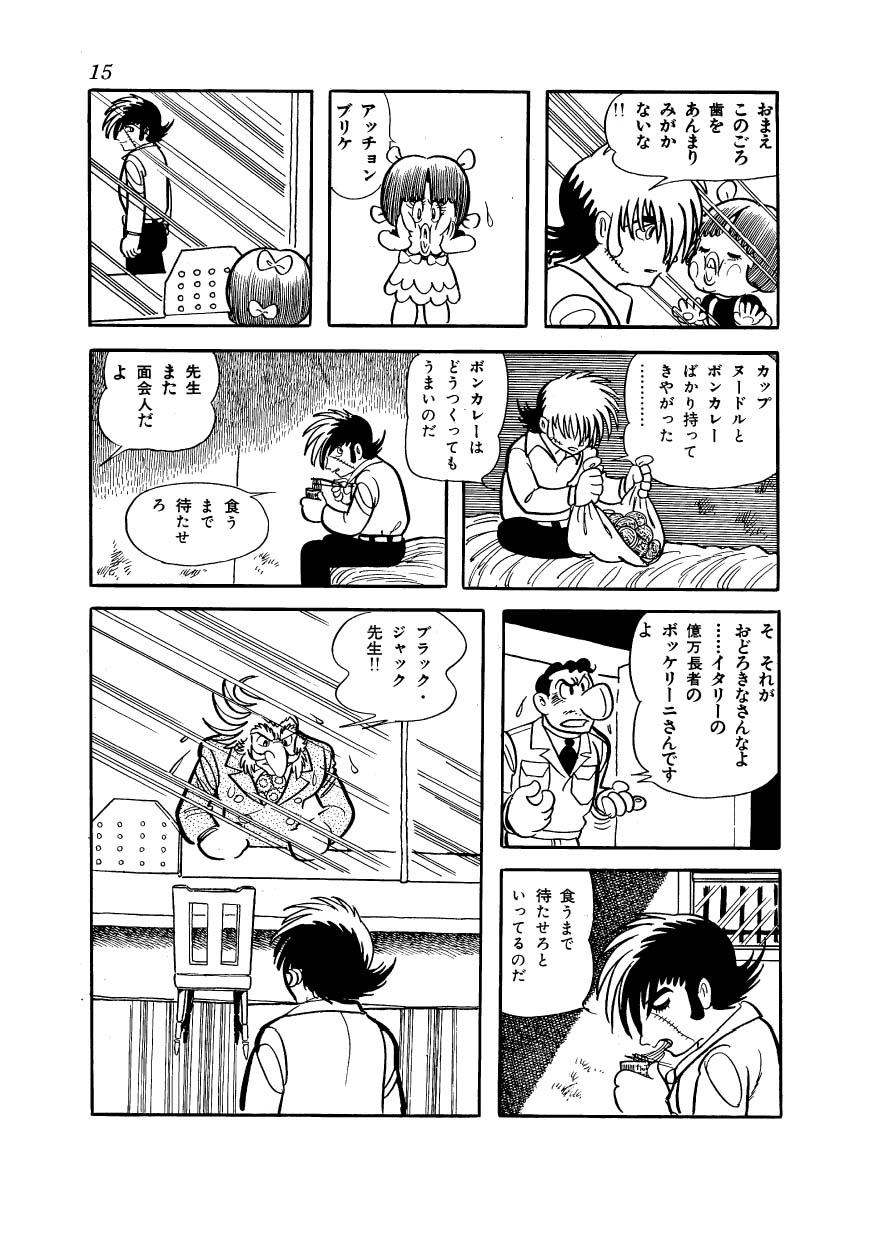 15
おまえ
このごろ
歯を
あんまり
みがか
ないな
!!
アッチョン
ブリケ
カップ
ヌードルと
ボンカレー
ばかり持って
きやがった
…………
ボンカレーは
どうつくっても
うまいのだ
先生
また
面会人だ
よ
食う
まで
待たせ
ろ
そ それが
おどろきなさんなよ
……イタリーの
億万長者の
ボッケリーニさんです
よ
食うまで
待たせろと
いってるのだ
ブラック・
ジャック
先生!!